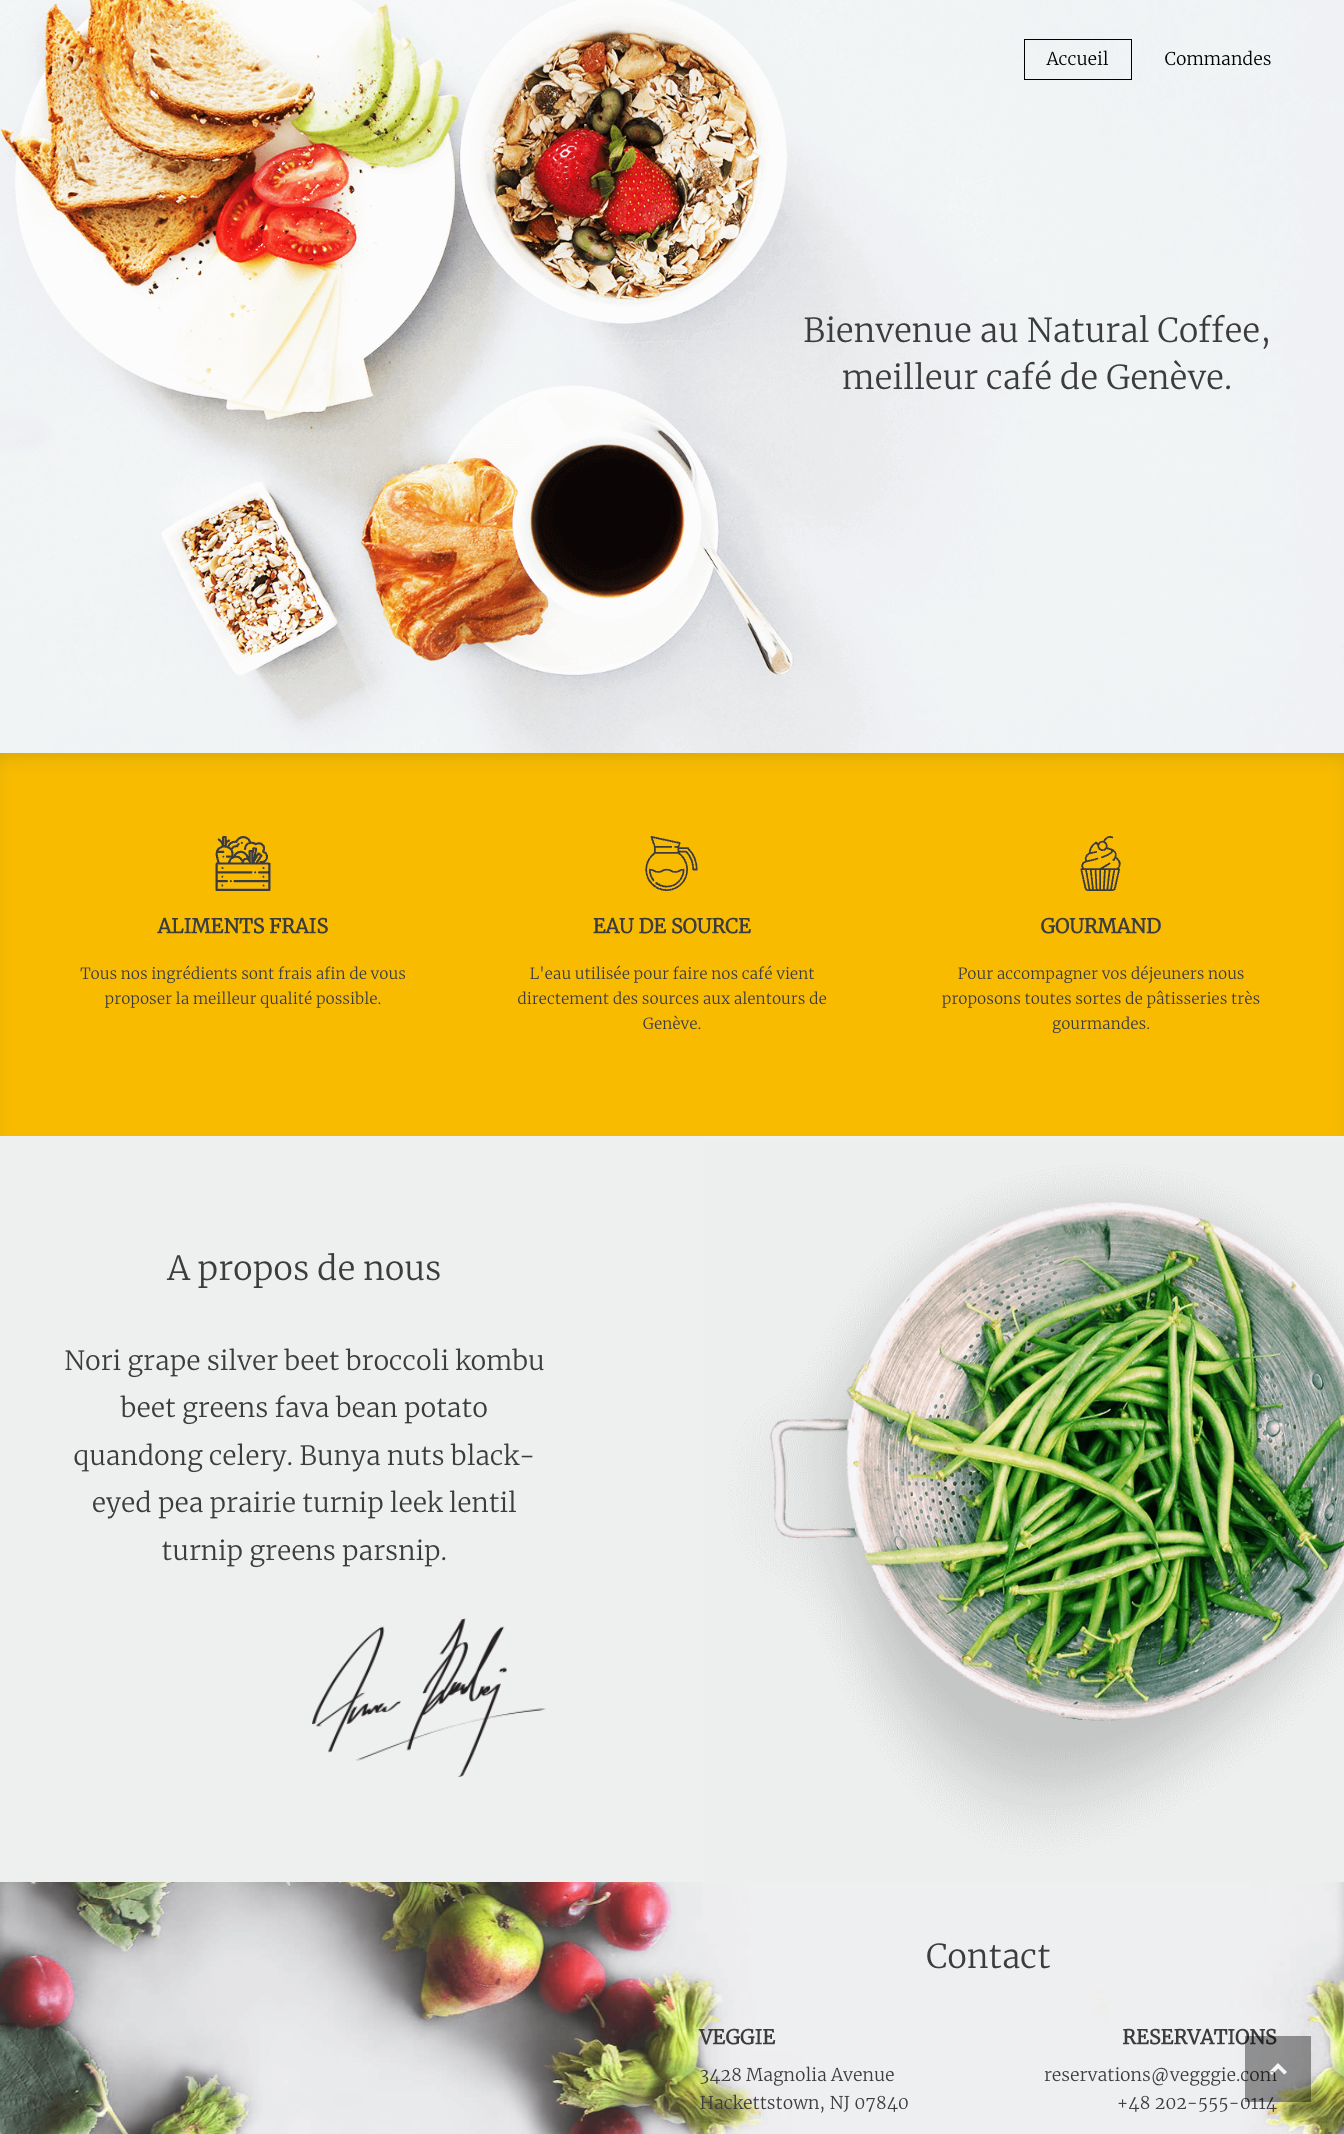 Accueil
Commandes
Bienvenue au Natural Coffee,
meilleur café de Genève.
ALIMENTS FRAIS
Tous nos ingrédients sont frais afin de vous
proposer la meilleur qualité possible.
EAU DE SOURCE
L'eau utilisée pour faire nos café vient
directement des sources aux alentours de
Genève.
GOURMAND
Pour accompagner vos déjeuners nous
proposons toutes sortes de pâtisseries très
gourmandes.
A propos de nous
Nori grape silver beet broccoli kombu
beet greens fava bean potato
quandong celery. Bunya nuts black-
eyed pea prairie turnip leek lentil
turnip greens parsnip.
Contact
VEGGIE
3428 Magnolia Avenue
Hackettstown, NJ 07840
RESERVATIONS
reservations@vegggie.com
+48 202-555-0114